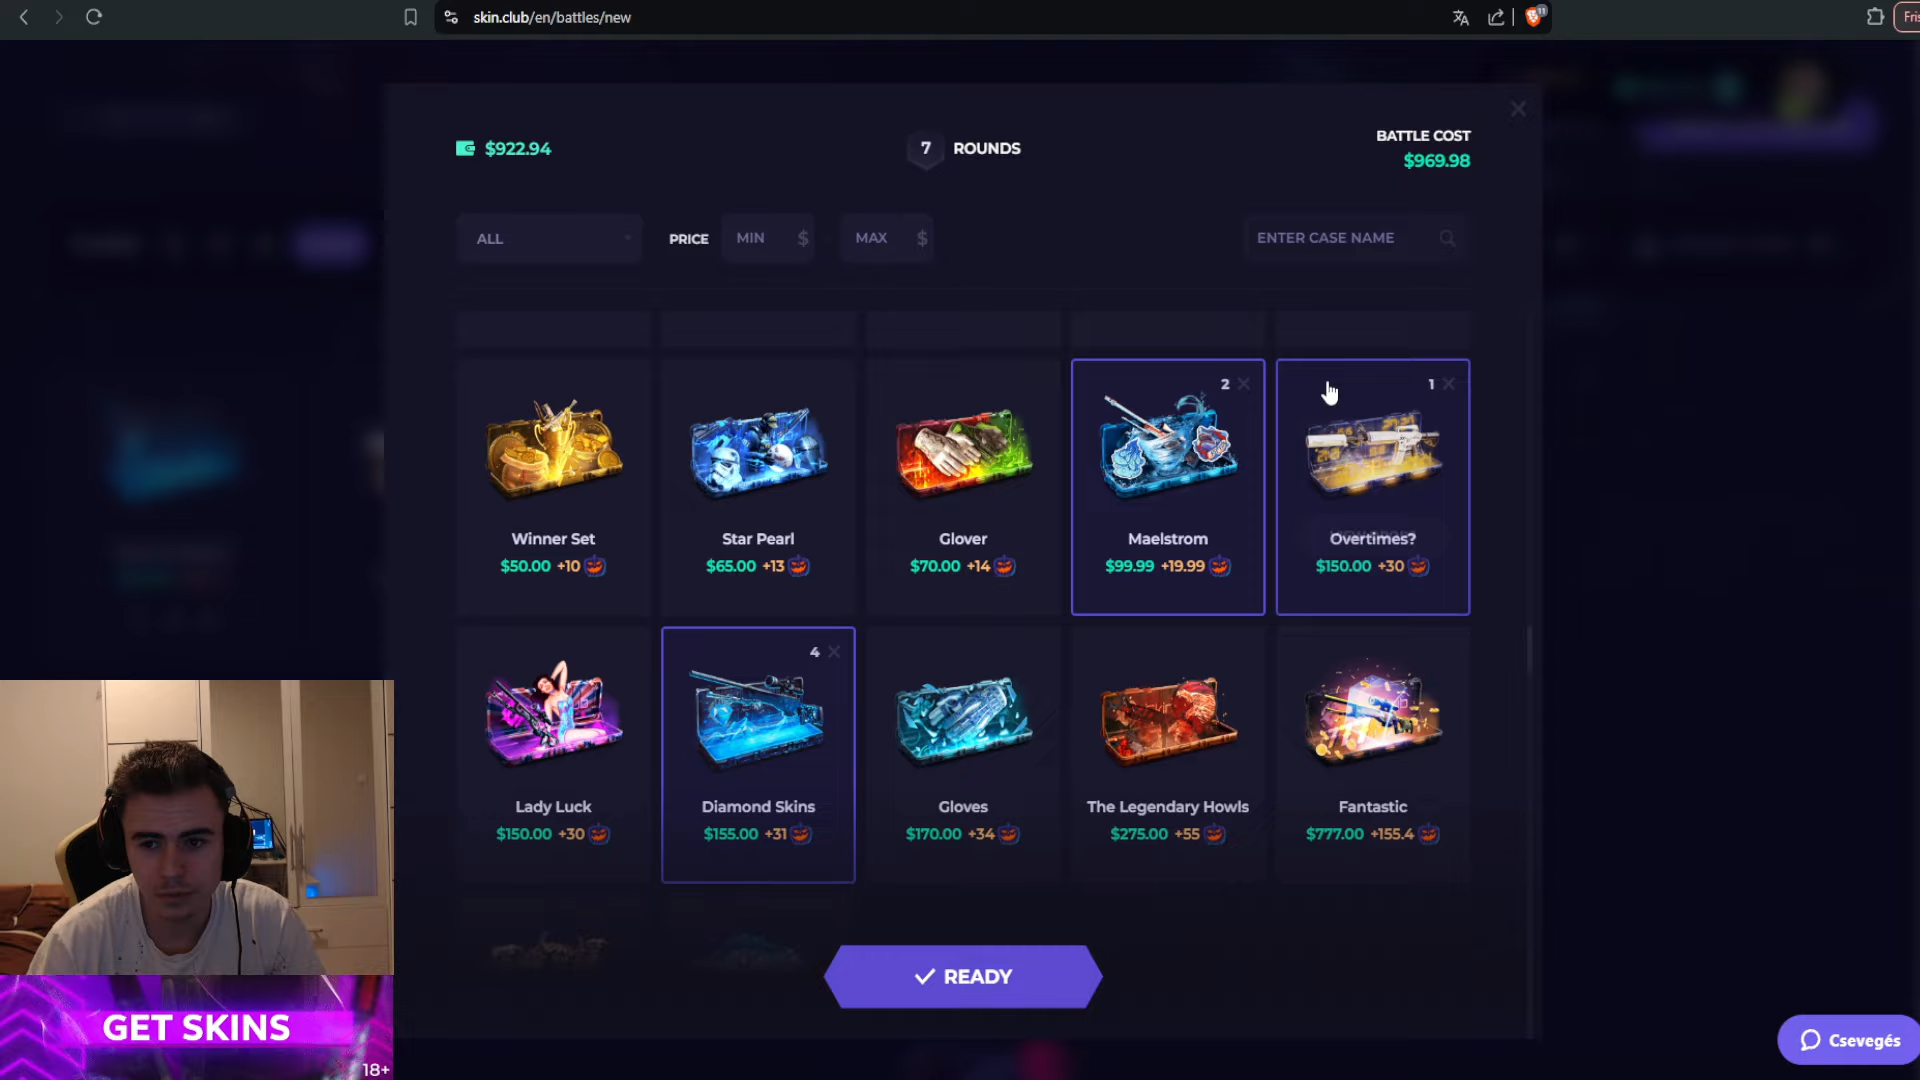 skin.club/en/battles/new
11
Fris
$922.94
7 ROUNDS
BATTLE COST
$969.98
ALL
PRICE
MIN $
MAX $
ENTER CASE NAME
2
1
Winner Set
$50.00 +10
Star Pearl
$65.00 +13
Glover
$70.00 +14
Maelstrom
$99.99 +19.99
Overtimes?
$150.00 +30
4
Lady Luck
$150.00 +30
Diamond Skins
$155.00 +31
Gloves
$170.00 +34
The Legendary Howls
$275.00 +55
Fantastic
$777.00 +155.4
READY
GET SKINS
18+
Csevegés